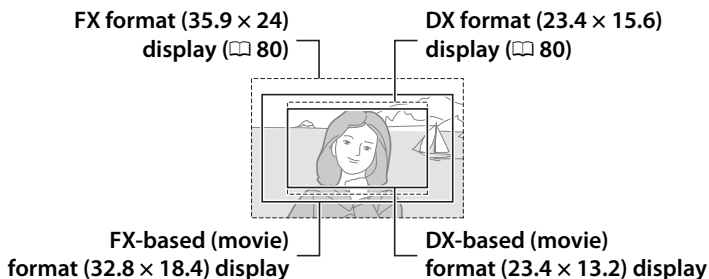 FX format (35.9 × 24)
display (📖 80)
DX format (23.4 × 15.6)
display (📖 80)
FX-based (movie)
format (32.8 × 18.4) display
DX-based (movie)
format (23.4 × 13.2) display